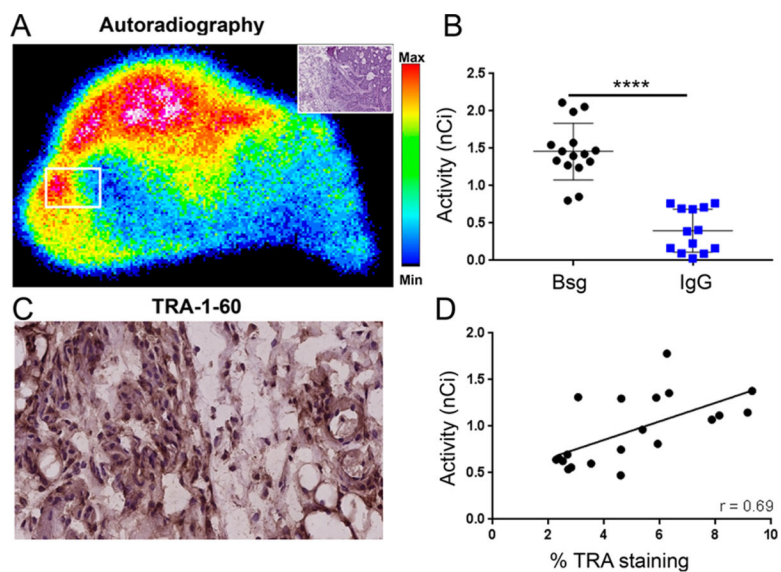 A
Autoradiography
Max
Min
B
****
Activity (nCi)
2.5
2.0
1.5
1.0
0.5
0.0
Bsg
IgG
C
TRA-1-60
D
Activity (nCi)
2.0
1.5
1.0
0.5
0.0
0
2
4
6
8
10
r = 0.69
% TRA staining